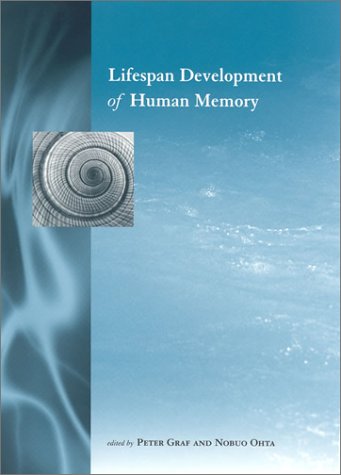 Lifespan Development
of Human Memory
edited by PETER GRAF AND NOBUO OHTA